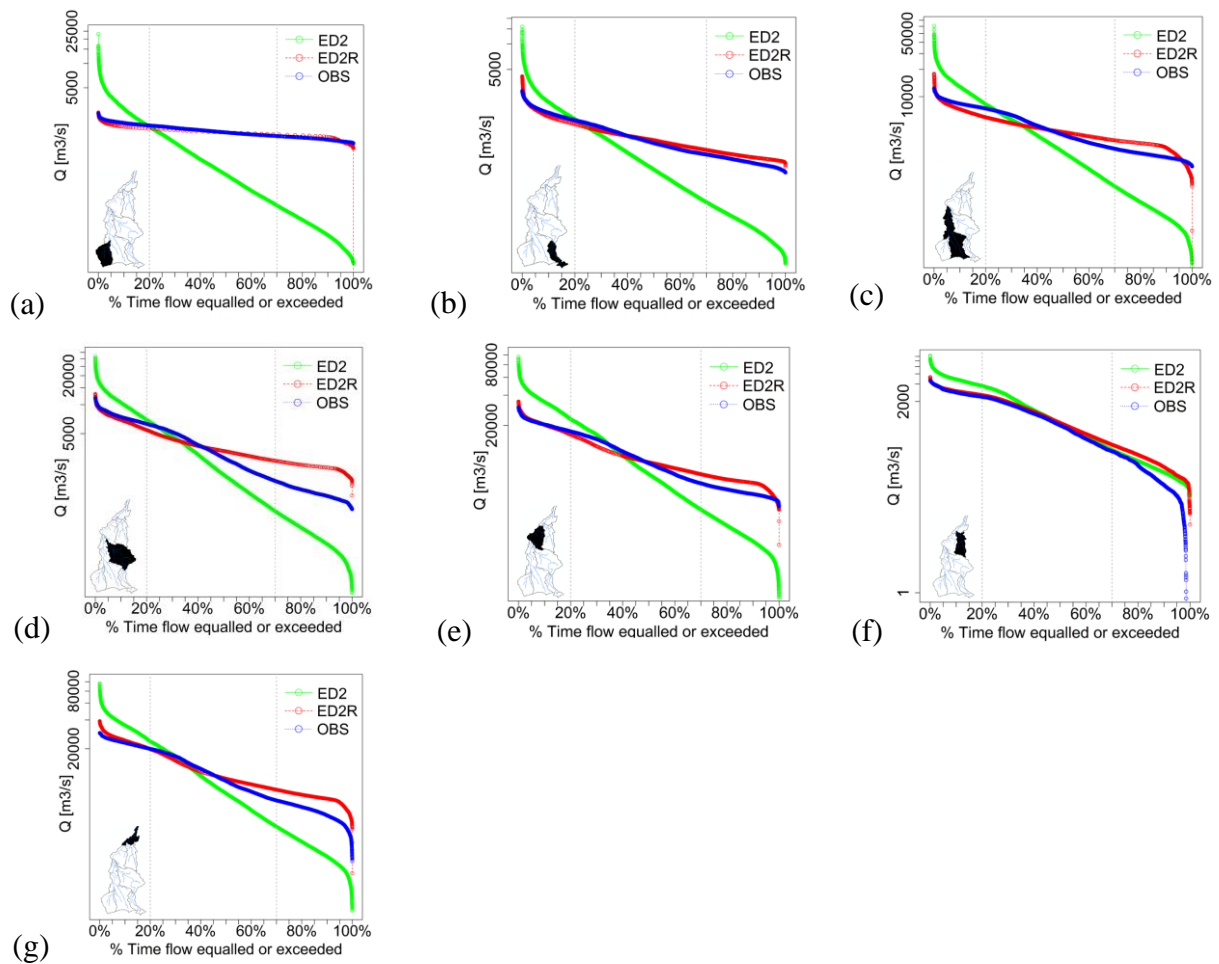 25000
5000
Q [m3/s]
ED2
ED2R
OBS
0% 20% 40% 60% 80% 100%
% Time flow equalled or exceeded
(a)
5000
Q [m3/s]
ED2
ED2R
OBS
0% 20% 40% 60% 80% 100%
% Time flow equalled or exceeded
(b)
50000
10000
Q [m3/s]
ED2
ED2R
OBS
0% 20% 40% 60% 80% 100%
% Time flow equalled or exceeded
(c)
20000
5000
Q [m3/s]
ED2
ED2R
OBS
0% 20% 40% 60% 80% 100%
% Time flow equalled or exceeded
(d)
80000
20000
Q [m3/s]
ED2
ED2R
OBS
0% 20% 40% 60% 80% 100%
% Time flow equalled or exceeded
(e)
2000
1
Q [m3/s]
ED2
ED2R
OBS
0% 20% 40% 60% 80% 100%
% Time flow equalled or exceeded
(f)
80000
20000
Q [m3/s]
ED2
ED2R
OBS
0% 20% 40% 60% 80% 100%
% Time flow equalled or exceeded
(g)